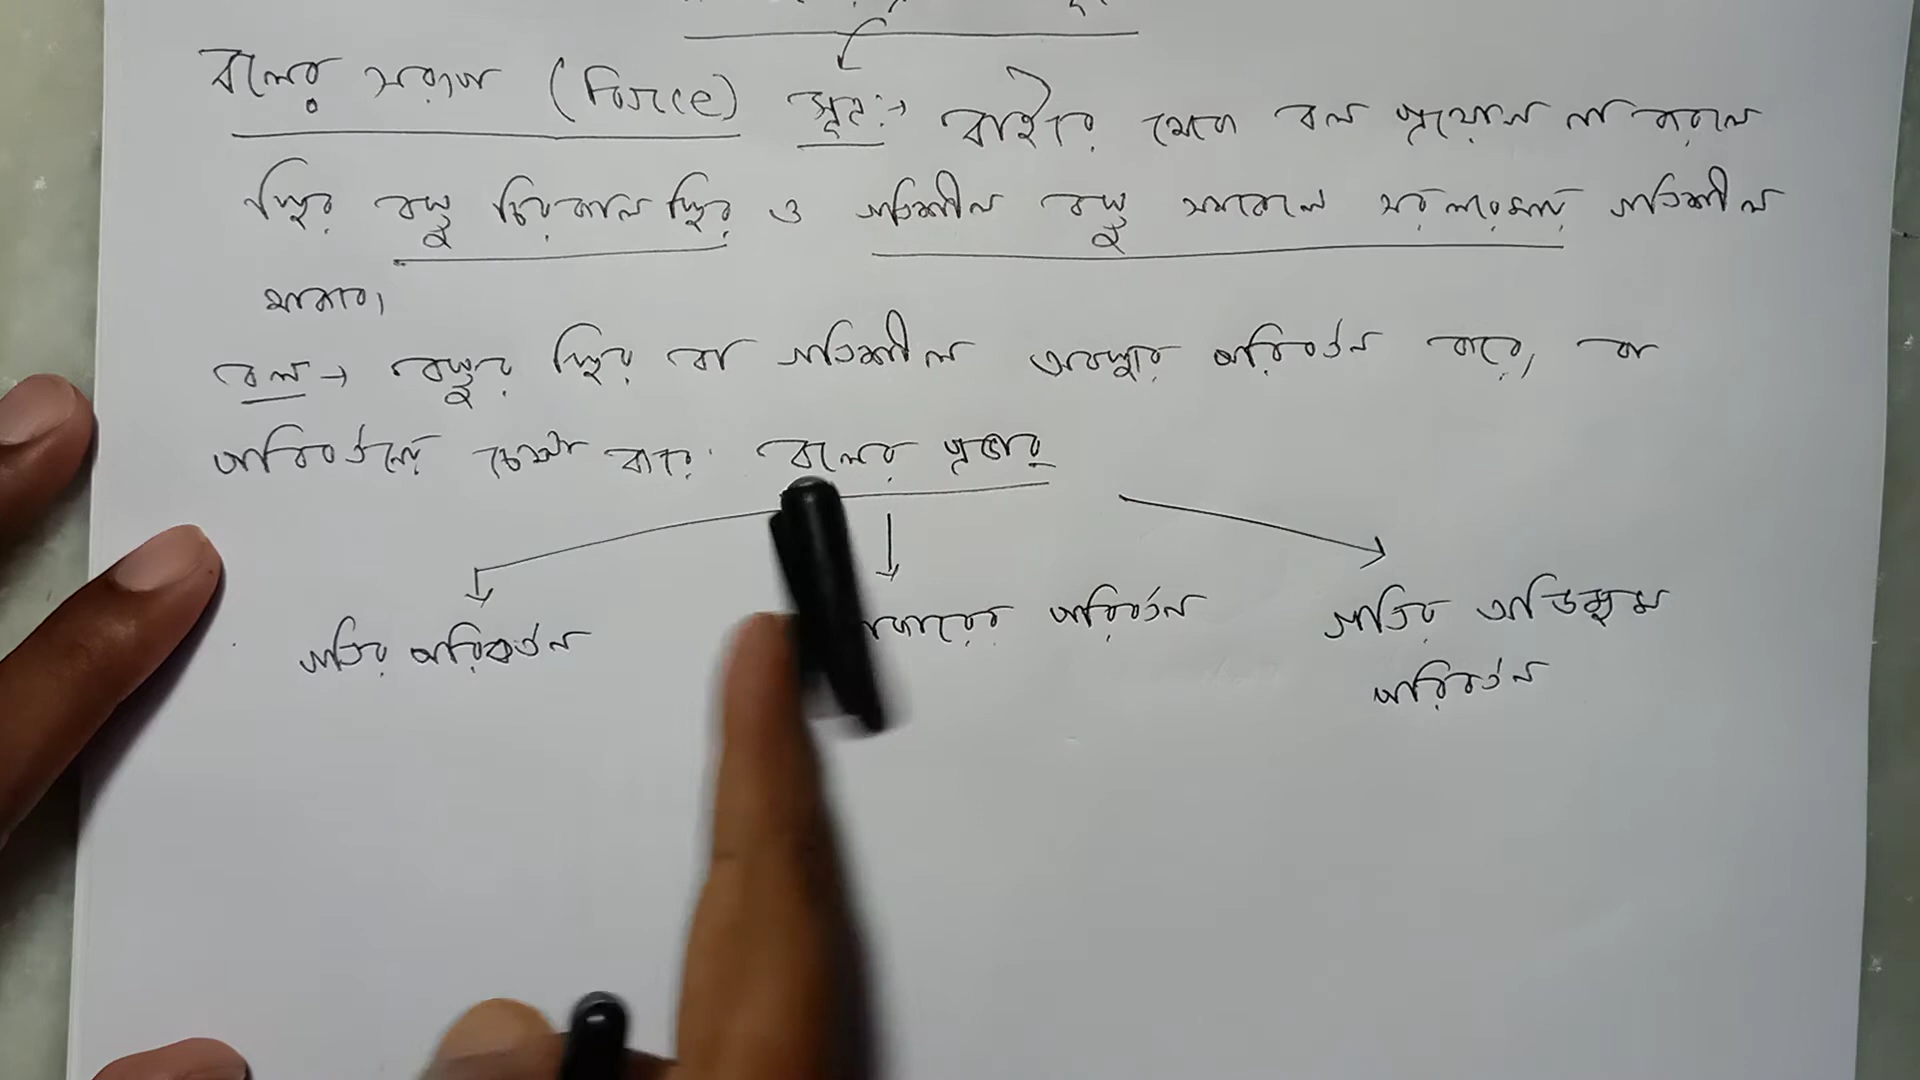 বলের সংজ্ঞা (Force) সূত্র:→ বাইরে থেকে বল প্রয়োগ না করলে
স্থির বস্তু চিরকাল স্থির ও গতিশীল বস্তু সমবেগে সরলরেখায় গতিশীল
থাকবে।
বল→ বস্তুর স্থির বা গতিশীল অবস্থার পরিবর্তন করে, বা
পরিবর্তনের চেষ্টা করে। বলের প্রভাব
গতির পরিবর্তন
পরিবর্তন
গতির অভিমুখ
পরিবর্তন